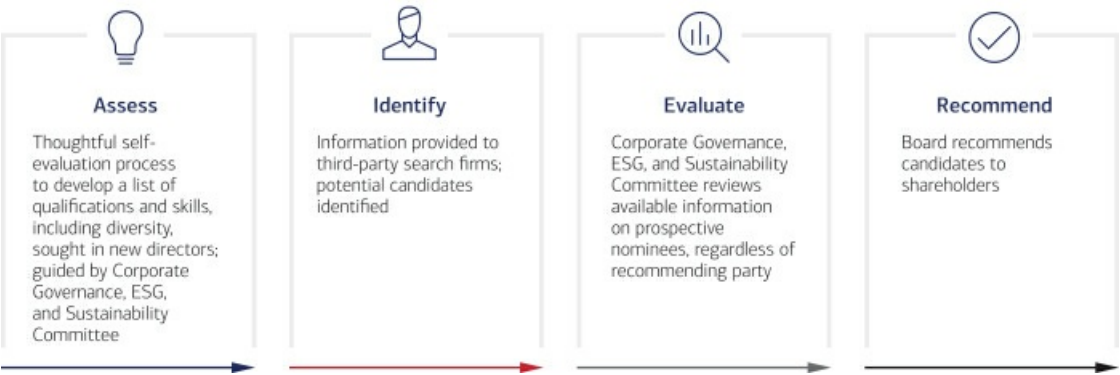 Assess
Thoughtful self-
evaluation process
to develop a list of
qualifications and skills,
including diversity,
sought in new directors;
guided by Corporate
Governance, ESG,
and Sustainability
Committee
Identify
Information provided to
third-party search firms;
potential candidates
identified
Evaluate
Corporate Governance,
ESG, and Sustainability
Committee reviews
available information
on prospective
nominees, regardless of
recommending party
Recommend
Board recommends
candidates to
shareholders